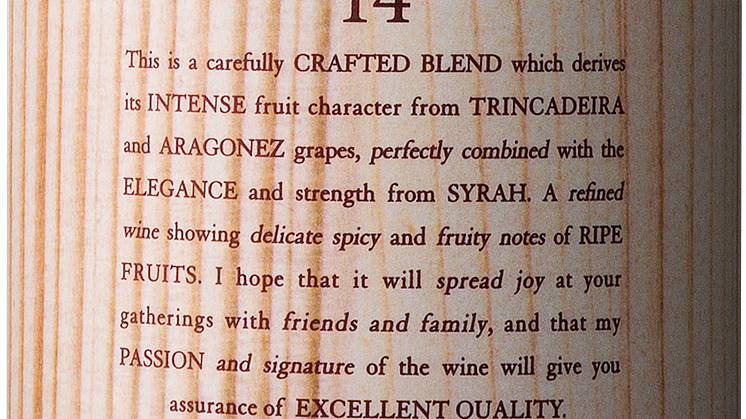 14
This is a carefully CRAFTED BLEND which derives
its INTENSE fruit character from TRINCADEIRA
and ARAGONEZ grapes, perfectly combined with the
ELEGANCE and strength from SYRAH. A refined
wine showing delicate spicy and fruity notes of RIPE
FRUITS. I hope that it will spread joy at your
gatherings with friends and family, and that my
PASSION and signature of the wine will give you
assurance of EXCELLENT QUALITY.